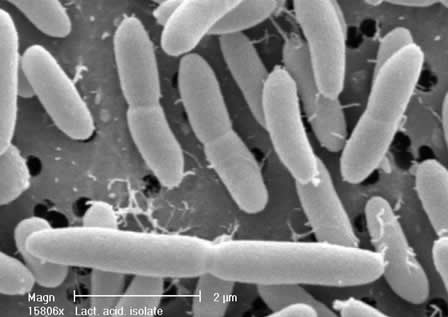 Magn 2 µm
15806x Lact. acid. isolate